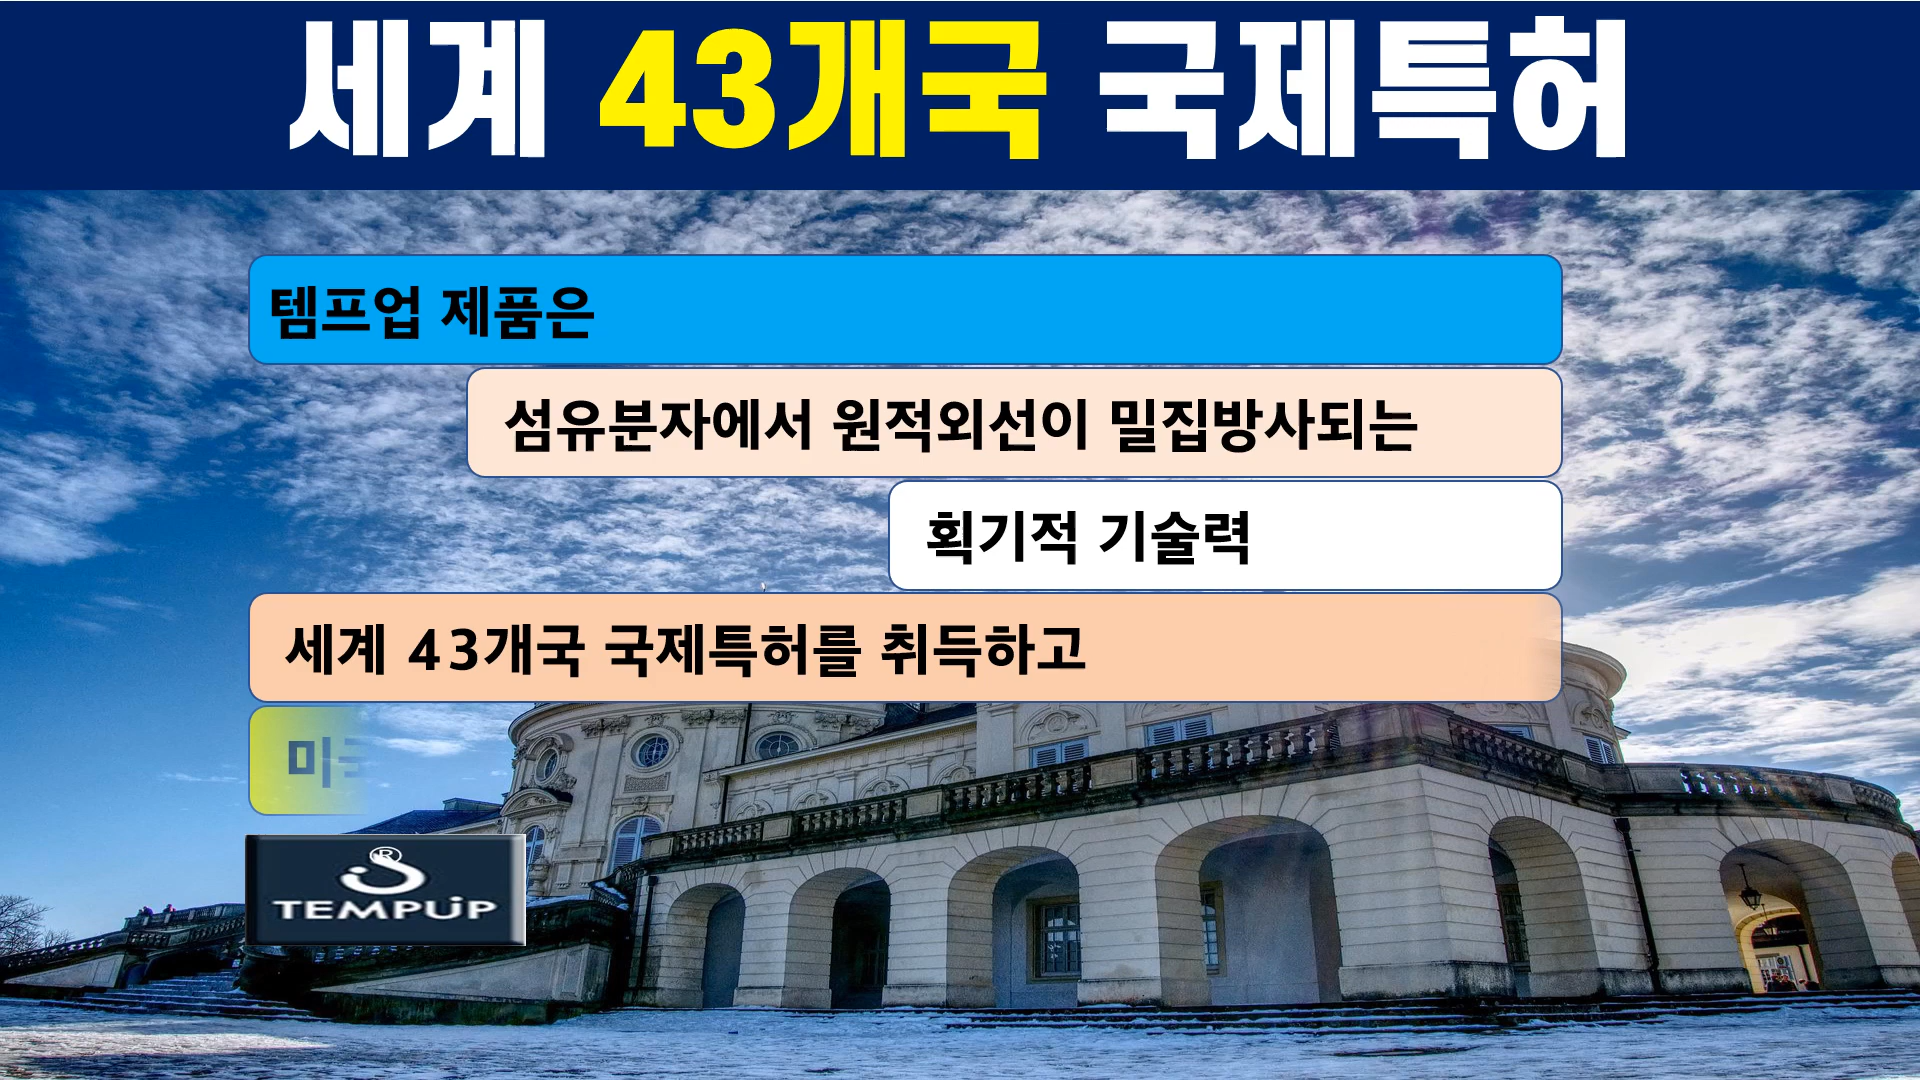 세계 43개국 국제특허
템프업 제품은
섬유분자에서 원적외선이 밀집방사되는
획기적 기술력
세계 43개국 국제특허를 취득하고
미
®
TEMPUP